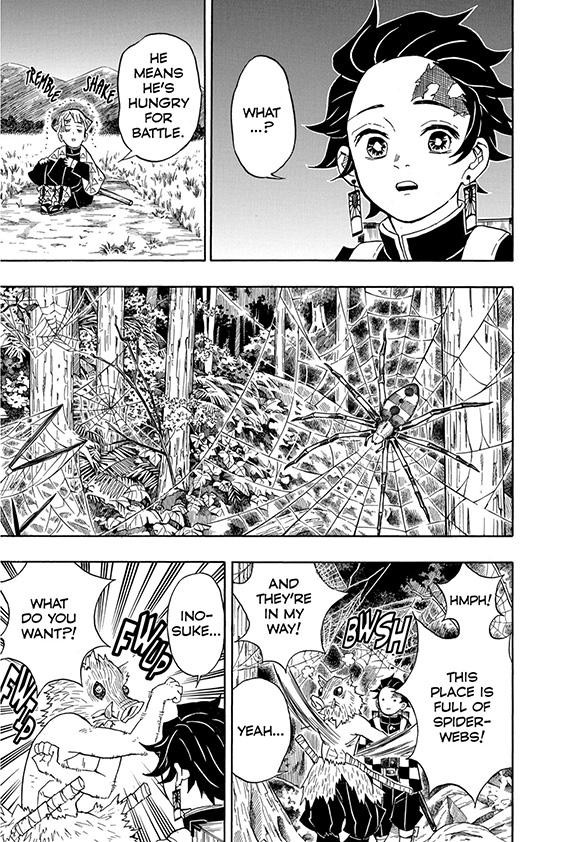 WHAT
...?
HE
MEANS
HE'S
HUNGRY
FOR
BATTLE.
SHAKE
TREMBLE
HMPH!
THIS
PLACE IS
FULL OF
SPIDER-
WEBS!
AND
THEY'RE
IN MY
WAY!
BWSH
YEAH...
INO-
SUKE...
WHAT
DO YOU
WANT?!
FWUP
FWUP